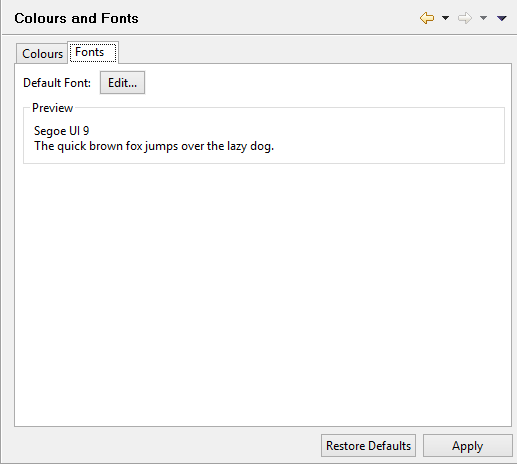 Colours and Fonts
Colours Fonts
Default Font: Edit...
Preview
Segoe UI 9
The quick brown fox jumps over the lazy dog.
Restore Defaults Apply